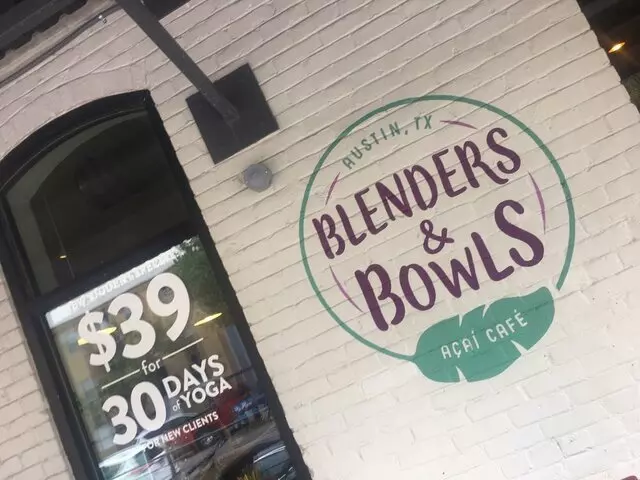 $39
for
30 DAYS
of YOGA
FOR NEW CLIENTS
AUSTIN, TX
BLENDERS
&
BOWLS
AÇAÍ CAFÉ